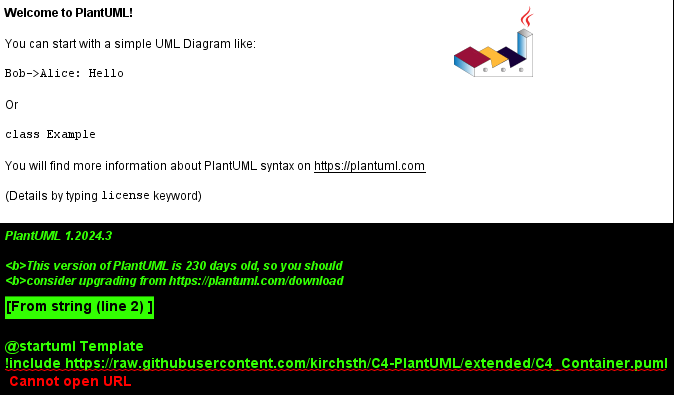 Welcome to PlantUML!
You can start with a simple UML Diagram like:
Bob->Alice: Hello
Or
class Example
You will find more information about PlantUML syntax on https://plantuml.com
(Details by typing license keyword)
PlantUML 1.2024.3
<b>This version of PlantUML is 230 days old, so you should
<b>consider upgrading from https://plantuml.com/download
[From string (line 2) ]
@startuml Template
!include https://raw.githubusercontent.com/kirchsth/C4-PlantUML/extended/C4_Container.puml
Cannot open URL